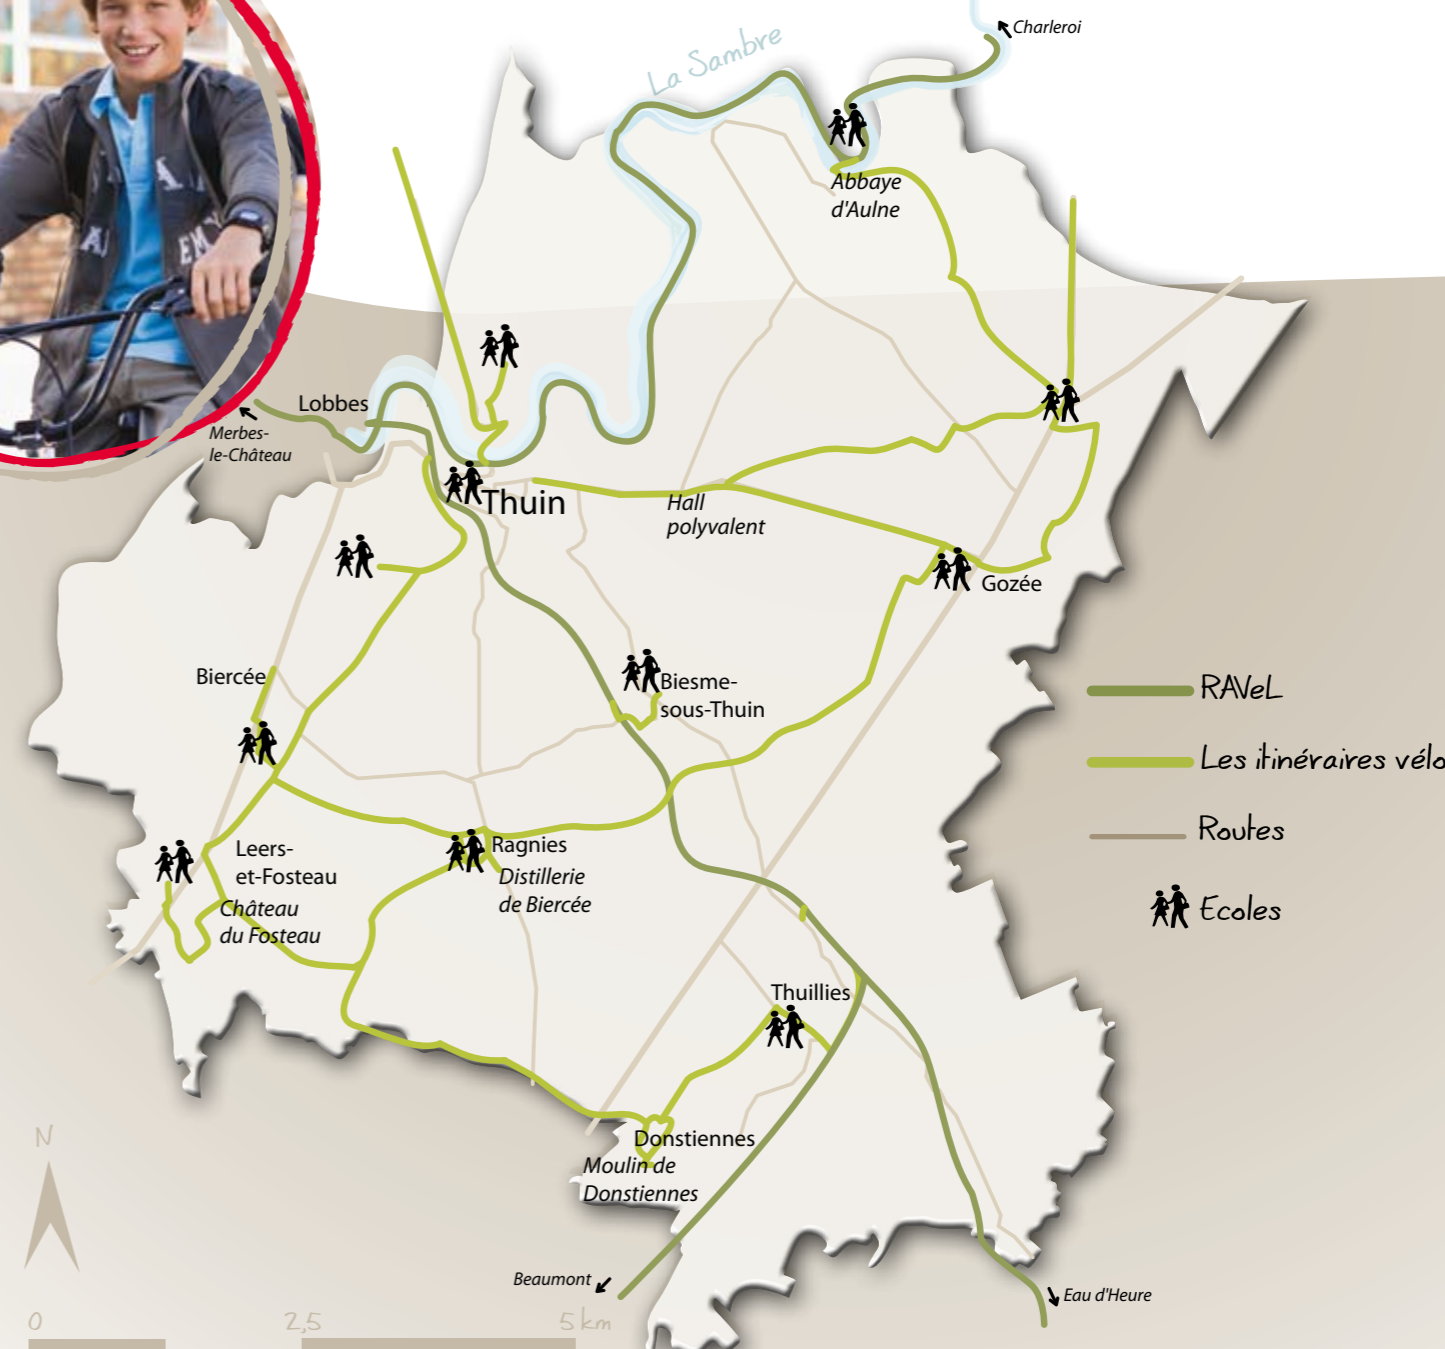 Charleroi
La Sambre
Abbaye
d'Aulne
Lobbes
Merbes-
le-Château
Thuin
Hall
polyvalent
Gozée
Biercée
Biesme-
sous-Thuin
RAVeL
Les itinéraires vélo
Routes
Ecoles
Leers-
et-Fosteau
Château
du Fosteau
Ragnies
Distillerie
de Biercée
Thuillies
Donstiennes
Moulin de
Donstiennes
Beaumont
Eau d'Heure
N
0 2,5 5 km
A
A
EM